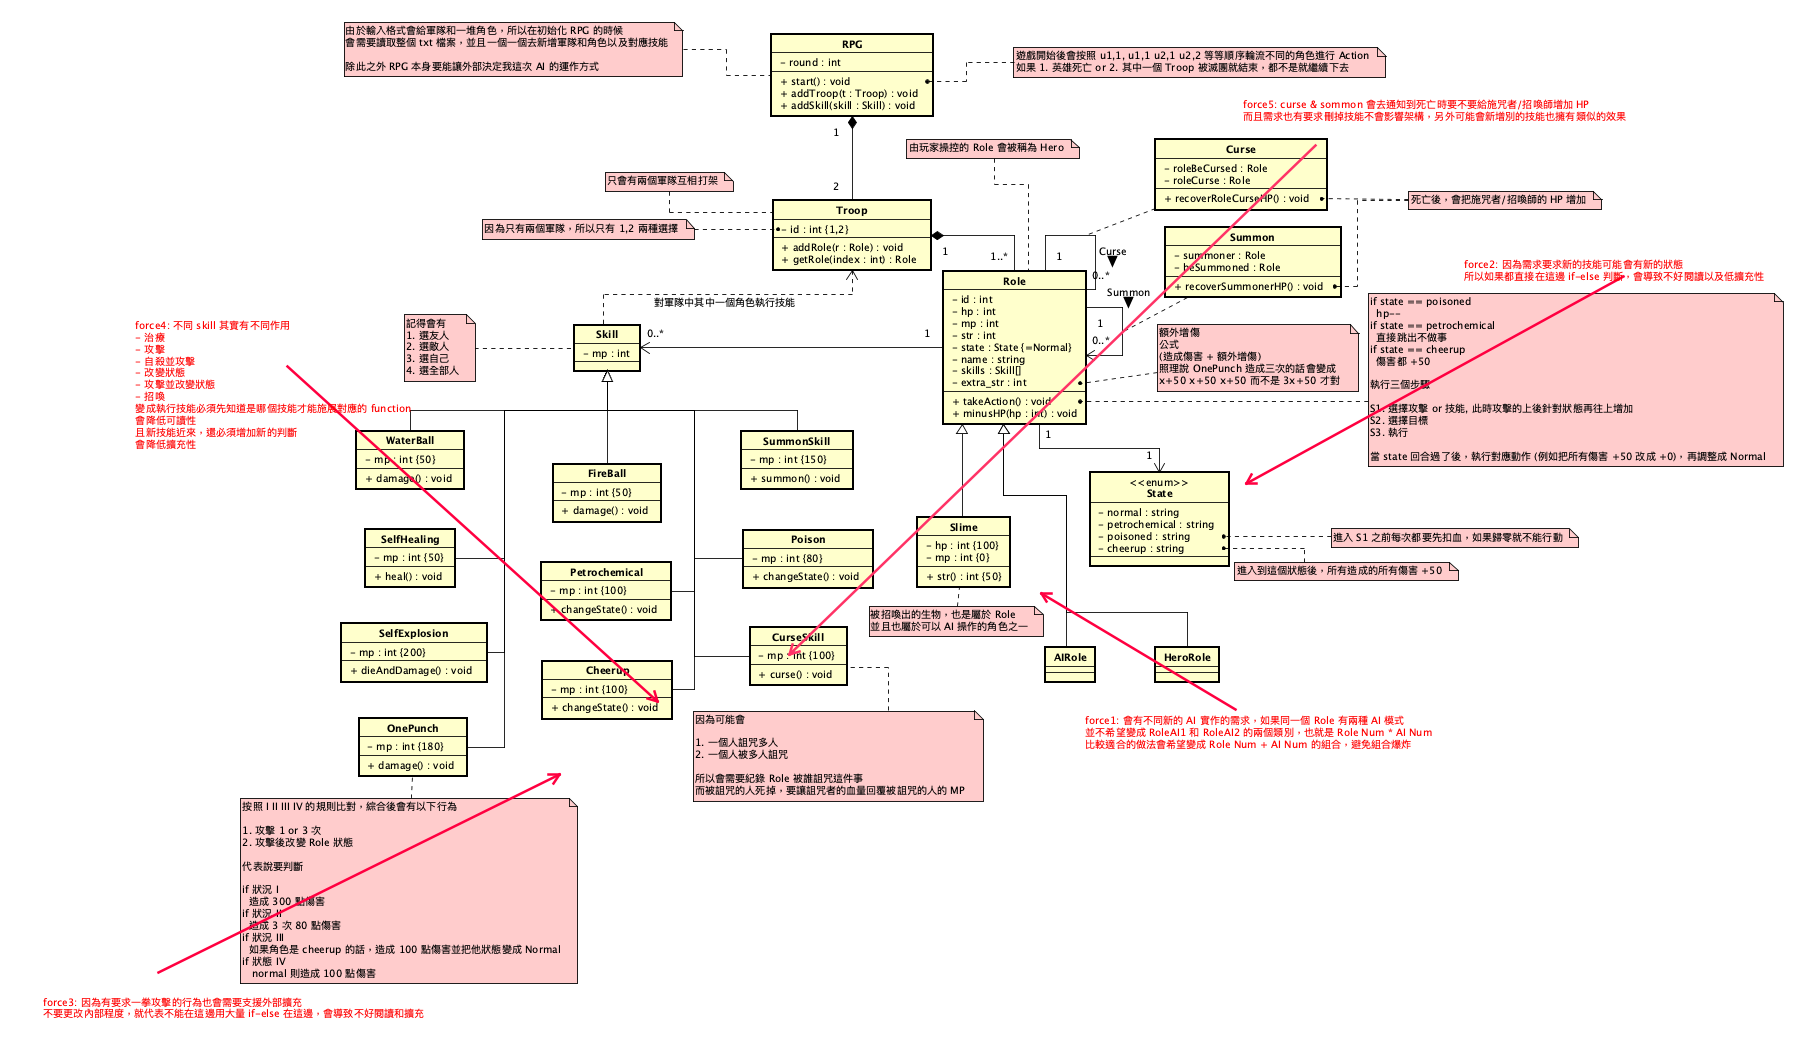 由於輸入格式會給軍隊和一堆角色，所以在初始化 RPG 的時候
會需要讀取整個 txt 檔案，並且一個一個去新增軍隊和角色以及對應技能
除此之外 RPG 本身要能讓外部決定我這次 AI 的運作方式
RPG
- round : int
+ start() : void
+ addTroop(t : Troop) : void
+ addSkill(skill : Skill) : void
遊戲開始後會按照 u1,1, u1,1 u2,1 u2,2 等等順序輪流不同的角色進行 Action
如果 1. 英雄死亡 or 2. 其中一個 Troop 被滅團就結束，都不是就繼續下去
force5: curse & sommon 會去通知到死亡時要不要給施咒者/招喚師增加 HP
而且需求也有要求刪掉技能不會影響架構，另外可能會新增別的技能也擁有類似的效果
1
2
由玩家操控的 Role 會被稱為 Hero
Curse
- roleBeCursed : Role
- roleCurse : Role
+ recoverRoleCurseHP() : void
死亡後，會把施咒者/招喚師的 HP 增加
只會有兩個軍隊互相打架
因為只有兩個軍隊，所以只有 1,2 兩種選擇
Troop
- id : int {1,2}
+ addRole(r : Role) : void
+ getRole(index : int) : Role
1
1..*
1
Curse
0..*
Summon
1
0..*
Summon
- summoner : Role
- beSummoned : Role
+ recoverSummonerHP() : void
force2: 因為需求要求新的技能可能會有新的狀態
所以如果都直接在這邊 if-else 判斷，會導致不好閱讀以及低擴充性
if state == poisoned
hp--
if state == petrochemical
直接跳出不做事
if state == cheerup
傷害都 +50
執行三個步驟
S1. 選擇攻擊 or 技能, 此時攻擊的上後針對狀態再往上增加
S2. 選擇目標
S3. 執行
當 state 回合過了後，執行對應動作 (例如把所有傷害 +50 改成 +0)，再調整成 Normal
對軍隊中其中一個角色執行技能
Role
- id : int
- hp : int
- mp : int
- str : int
- state : State {=Normal}
- name : string
- skills : Skill[]
- extra_str : int
+ takeAction() : void
+ minusHP(hp : int) : void
額外增傷
公式
(造成傷害 + 額外增傷)
照理說 OnePunch 造成三次的話會變成
x+50 x+50 x+50 而不是 3x+50 才對
記得會有
1. 選友人
2. 選敵人
3. 選自己
4. 選全部人
Skill
- mp : int
0..*
1
force4: 不同 skill 其實有不同作用
- 治療
- 攻擊
- 自殺並攻擊
- 改變狀態
- 攻擊並改變狀態
- 招喚
變成執行技能必須先知道是哪個技能才能施展對應的 function
會降低可讀性
且新技能近來，還必須增加新的判斷
會降低擴充性
WaterBall
- mp : int {50}
+ damage() : void
FireBall
- mp : int {50}
+ damage() : void
SummonSkill
- mp : int {150}
+ summon() : void
1
1
<<enum>>
State
- normal : string
- petrochemical : string
- poisoned : string
- cheerup : string
進入 S1 之前每次都要先扣血，如果歸零就不能行動
進入到這個狀態後，所有造成的所有傷害 +50
SelfHealing
- mp : int {50}
+ heal() : void
Petrochemical
- mp : int {100}
+ changeState() : void
Poison
- mp : int {80}
+ changeState() : void
Slime
- hp : int {100}
- mp : int {0}
+ str() : int {50}
被招喚出的生物，也是屬於 Role
並且也屬於可以 AI 操作的角色之一
SelfExplosion
- mp : int {200}
+ dieAndDamage() : void
Cheerup
- mp : int {100}
+ changeState() : void
CurseSkill
- mp : int {100}
+ curse() : void
AIRole
HeroRole
OnePunch
- mp : int {180}
+ damage() : void
因為可能會
1. 一個人詛咒多人
2. 一個人被多人詛咒
所以會需要紀錄 Role 被誰詛咒這件事
而被詛咒的人死掉，要讓詛咒者的血量回覆被詛咒的人的 MP
force1: 會有不同新的 AI 實作的需求，如果同一個 Role 有兩種 AI 模式
並不希望變成 RoleAI1 和 RoleAI2 的兩個類別，也就是 Role Num * AI Num
比較適合的做法會希望變成 Role Num + AI Num 的組合，避免組合爆炸
按照 I II III IV 的規則比對，綜合後會有以下行為
1. 攻擊 1 or 3 次
2. 攻擊後改變 Role 狀態
代表說要判斷
if 狀況 I
造成 300 點傷害
if 狀況 II
造成 3 次 80 點傷害
if 狀況 III
如果角色是 cheerup 的話，造成 100 點傷害並把他狀態變成 Normal
if 狀態 IV
normal 則造成 100 點傷害
force3: 因為有要求一拳攻擊的行為也會需要支援外部擴充
不要更改內部程度，就代表不能在這邊用大量 if-else 在這邊，會導致不好閱讀和擴充